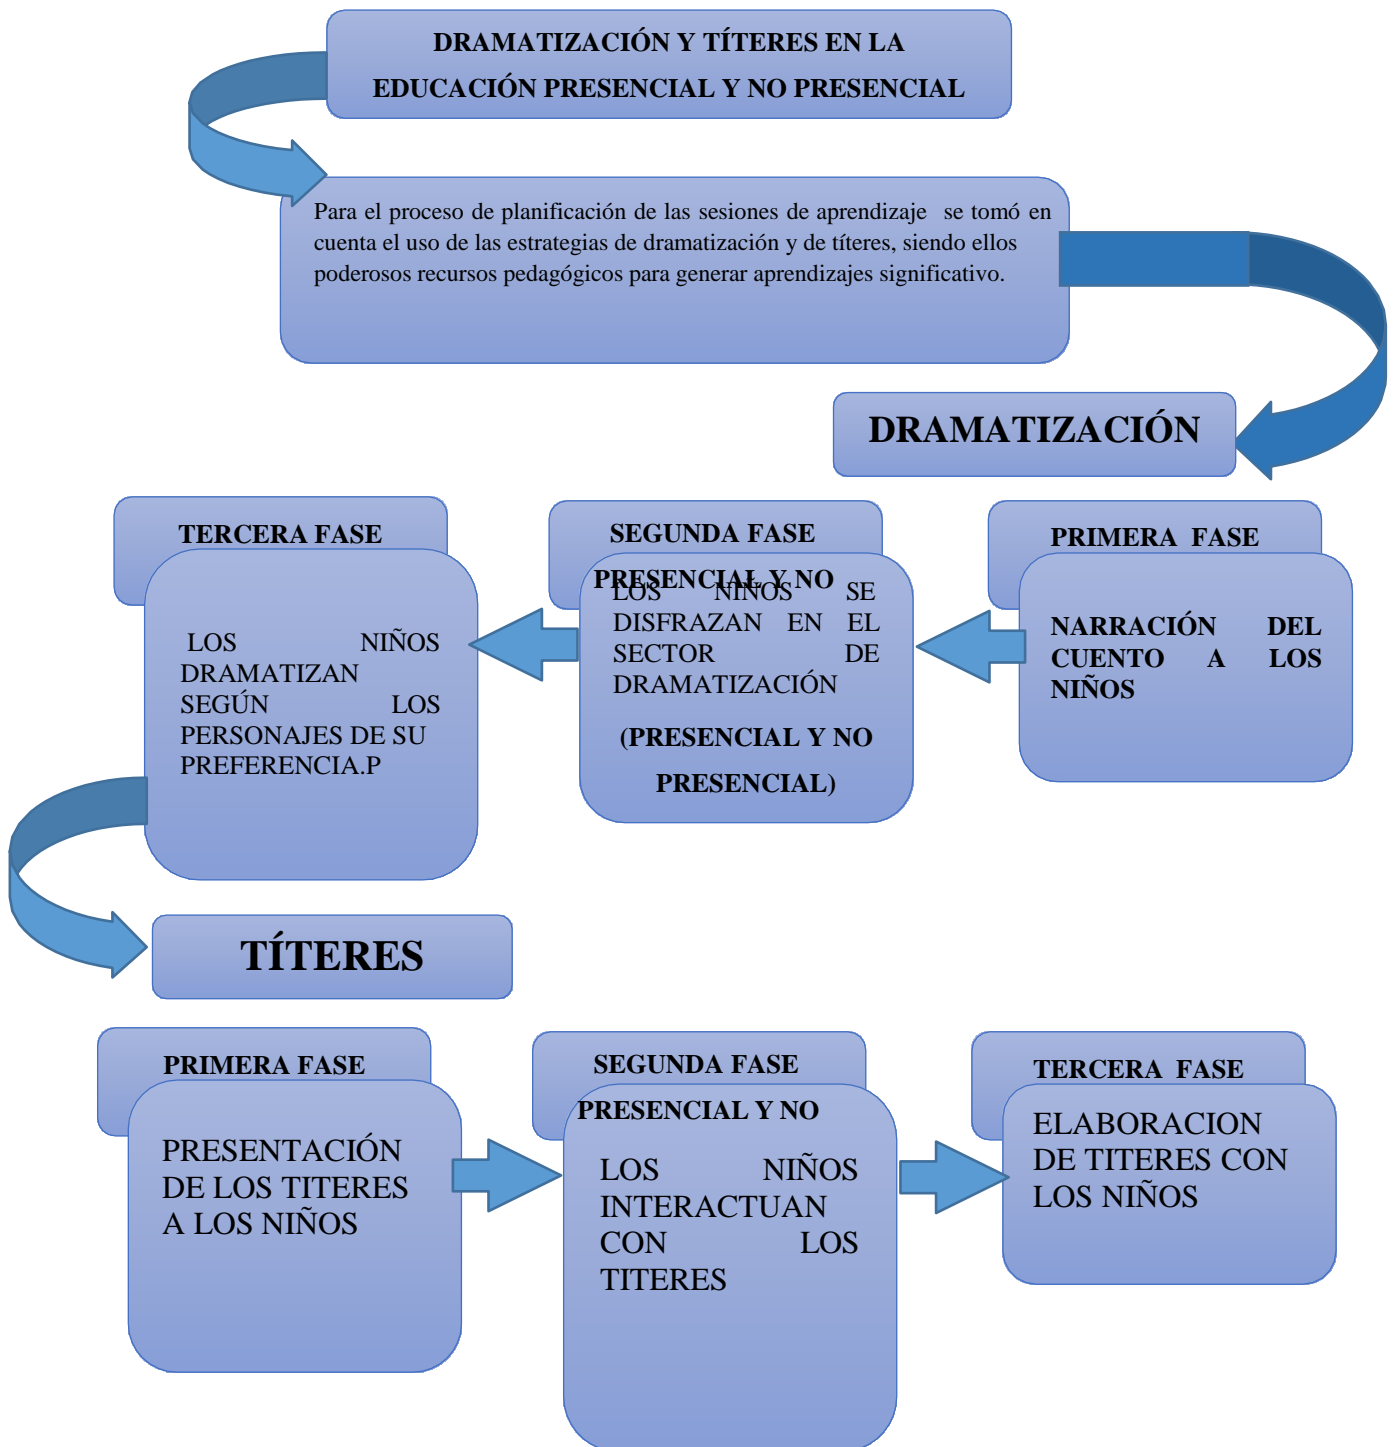 DRAMATIZACIÓN Y TÍTERES EN LA
EDUCACIÓN PRESENCIAL Y NO PRESENCIAL
Para el proceso de planificación de las sesiones de aprendizaje se tomó en
cuenta el uso de las estrategias de dramatización y de títeres, siendo ellos
poderosos recursos pedagógicos para generar aprendizajes significativo.
DRAMATIZACIÓN
PRIMERA FASE
NARRACIÓN DEL
CUENTO A LOS
NIÑOS
SEGUNDA FASE
PRESENCIAL Y NO
LOS NIÑOS SE
DISFRAZAN EN EL
SECTOR DE
DRAMATIZACIÓN
(PRESENCIAL Y NO
PRESENCIAL)
TERCERA FASE
LOS NIÑOS
DRAMATIZAN
SEGÚN LOS
PERSONAJES DE SU
PREFERENCIA.P
TÍTERES
PRIMERA FASE
PRESENTACIÓN
DE LOS TITERES
A LOS NIÑOS
SEGUNDA FASE
PRESENCIAL Y NO
LOS NIÑOS
INTERACTUAN
CON LOS
TITERES
TERCERA FASE
ELABORACION
DE TITERES CON
LOS NIÑOS